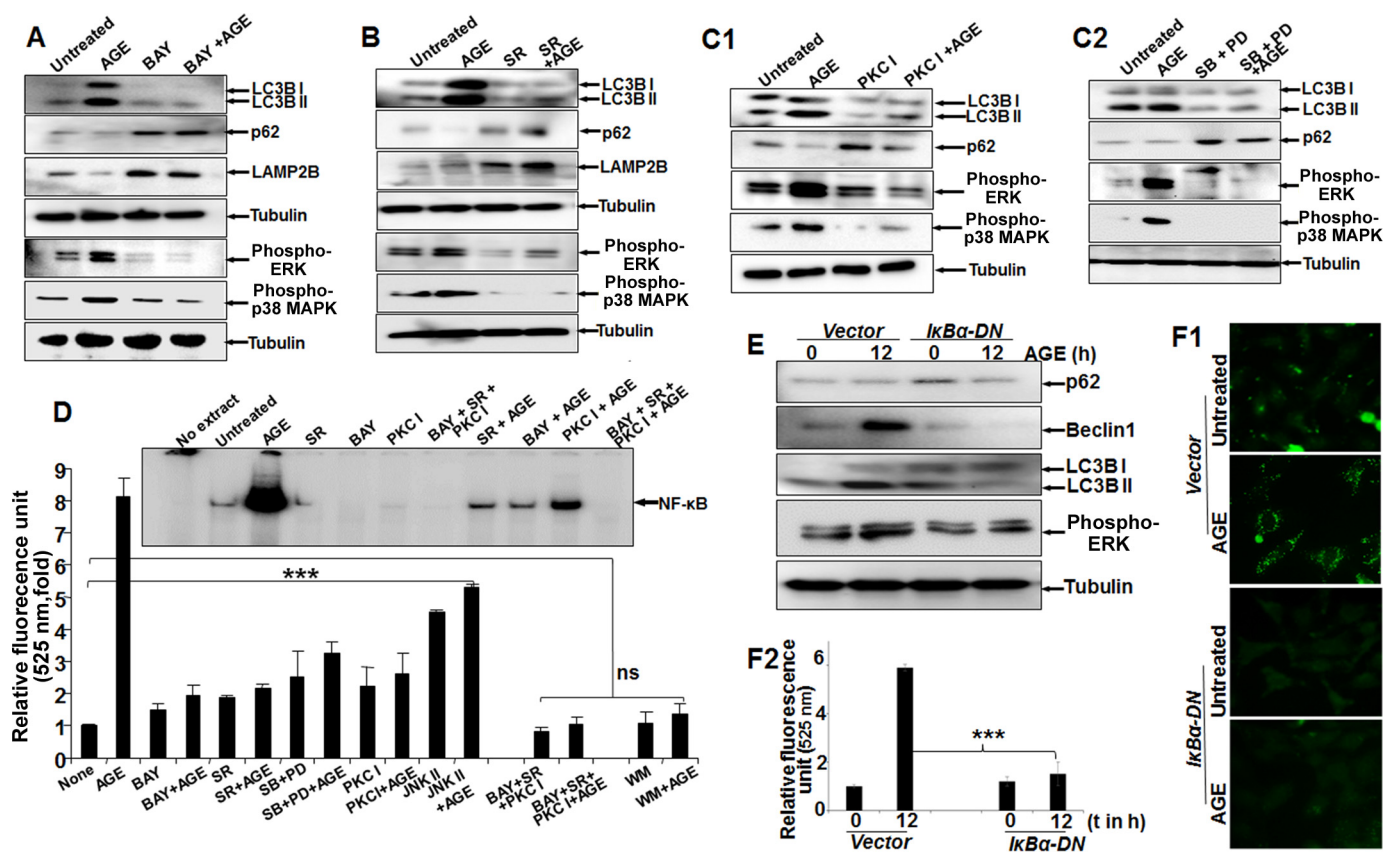 A
Untreated
AGE
BAY
BAY +AGE
LC3B I
LC3B II
p62
LAMP2B
Tubulin
Phospho-
ERK
Phospho-
p38 MAPK
Tubulin
B
Untreated
AGE
SR
SR
+AGE
LC3B I
LC3B II
p62
LAMP2B
Tubulin
Phospho-
ERK
Phospho-
p38 MAPK
Tubulin
C1
Untreated
AGE
PKC I
PKC I +AGE
LC3B I
LC3B II
p62
Phospho-
ERK
Phospho-
p38 MAPK
Tubulin
C2
Untreated
AGE
SB + PD
SB + PD
+AGE
LC3B I
LC3B II
p62
Phospho-
ERK
Phospho-
p38 MAPK
Tubulin
D
No extract
Untreated
AGE
SR
BAY
PKC I
BAY + SR +
PKC I
SR + AGE
BAY + AGE
PKC I + AGE
BAY + SR +
PKC I + AGE
NF-κB
Relative fluorecence unit
(525 nm,fold)
9
8
7
6
5
4
3
2
1
0
***
ns
None
AGE
BAY
BAY+AGE
SR
SR+AGE
SB+PD
SB+PD+AGE
PKC I
PKCI+AGE
JNK II
JNK II
+AGE
BAY+SR
+PKC I
BAY+SR+
PKC I+AGE
WM
WM+AGE
E
Vector
IκBα-DN
0
12
0
12
AGE (h)
p62
Beclin1
LC3B I
LC3B II
Phospho-
ERK
Tubulin
F2
Relative fluorescence
unit (525 nm)
6
4
2
0
***
0
12
0
12
(t in h)
Vector
IκBα-DN
F1
Vector
Untreated
AGE
IκBα-DN
Untreated
AGE